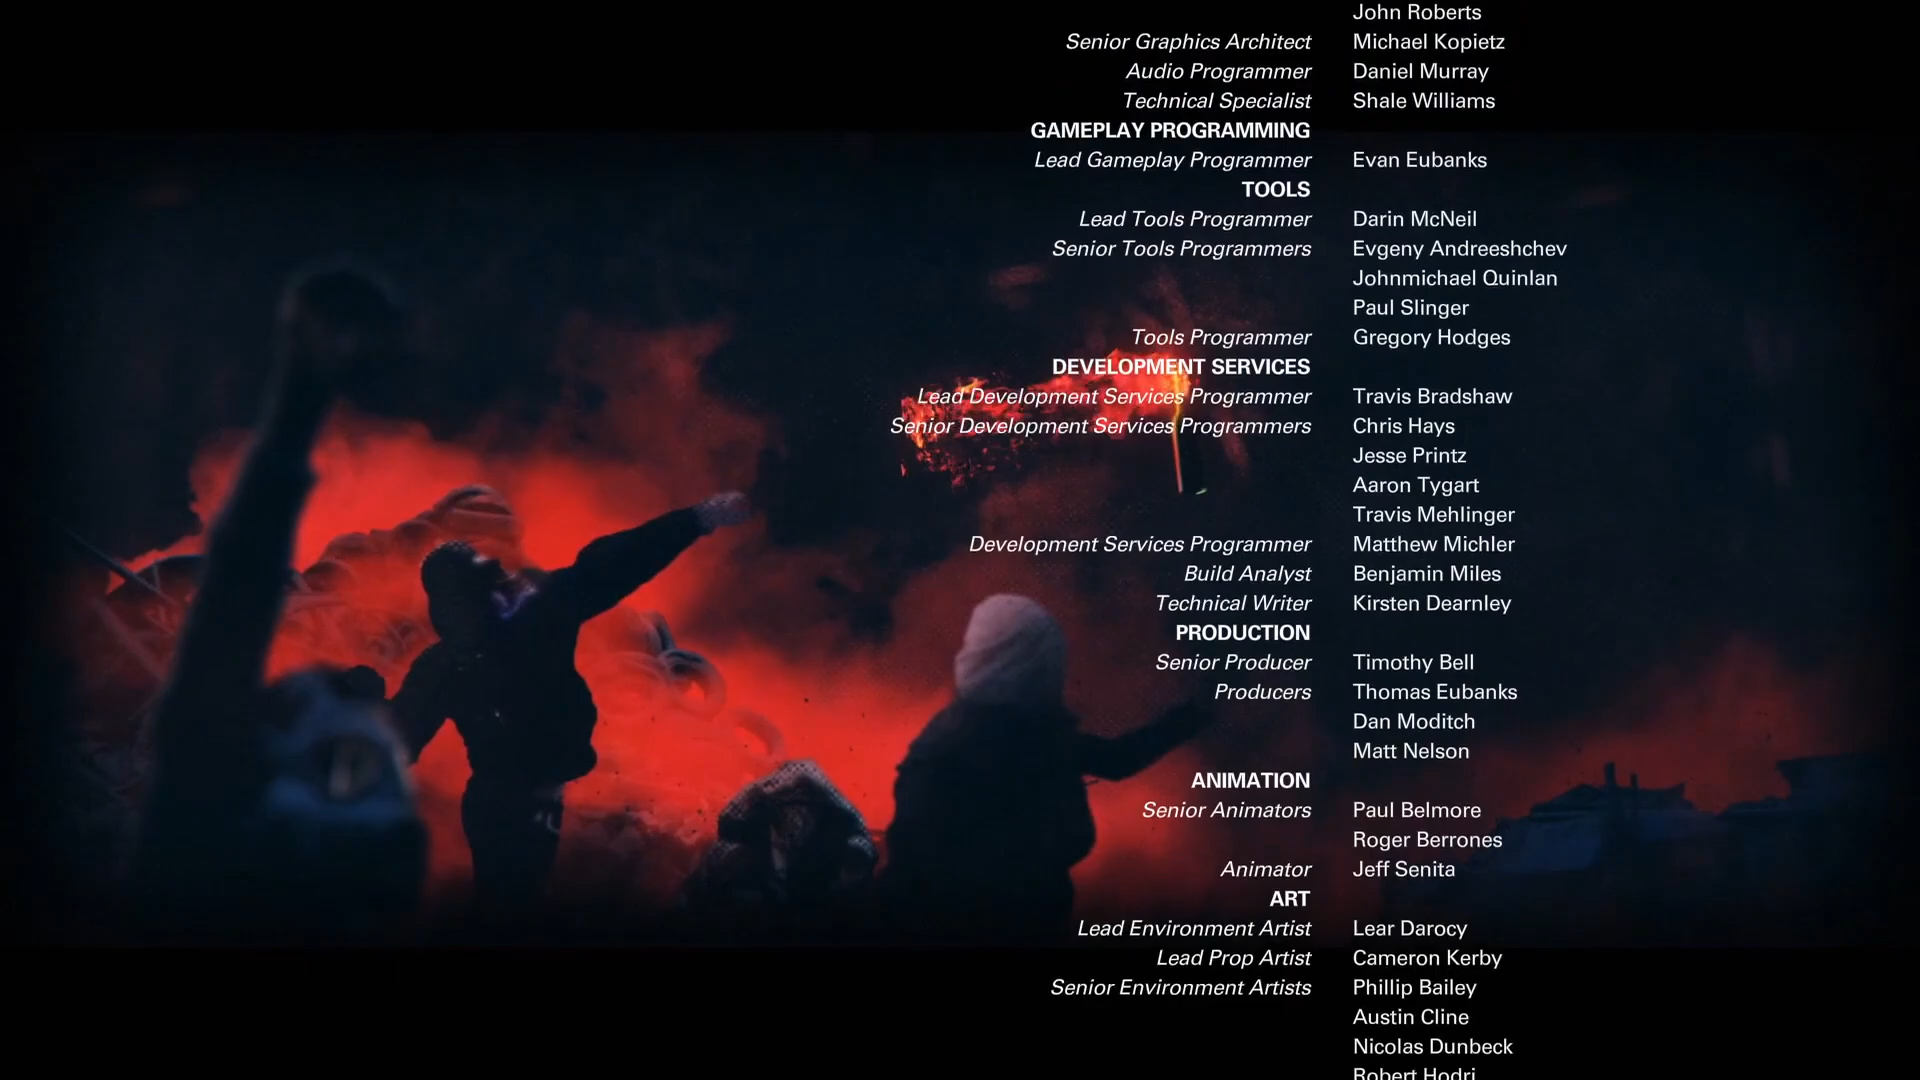 John Roberts
Senior Graphics Architect Michael Kopietz
Audio Programmer Daniel Murray
Technical Specialist Shale Williams
GAMEPLAY PROGRAMMING
Lead Gameplay Programmer Evan Eubanks
TOOLS
Lead Tools Programmer Darin McNeil
Senior Tools Programmers Evgeny Andreeshchev
Johnmichael Quinlan
Paul Slinger
Tools Programmer Gregory Hodges
DEVELOPMENT SERVICES
Lead Development Services Programmer Travis Bradshaw
Senior Development Services Programmers Chris Hays
Jesse Printz
Aaron Tygart
Travis Mehlinger
Development Services Programmer Matthew Michler
Build Analyst Benjamin Miles
Technical Writer Kirsten Dearnley
PRODUCTION
Senior Producer Timothy Bell
Producers Thomas Eubanks
Dan Moditch
Matt Nelson
ANIMATION
Senior Animators Paul Belmore
Roger Berrones
Animator Jeff Senita
ART
Lead Environment Artist Lear Darocy
Lead Prop Artist Cameron Kerby
Senior Environment Artists Phillip Bailey
Austin Cline
Nicolas Dunbeck
Robert Hodri